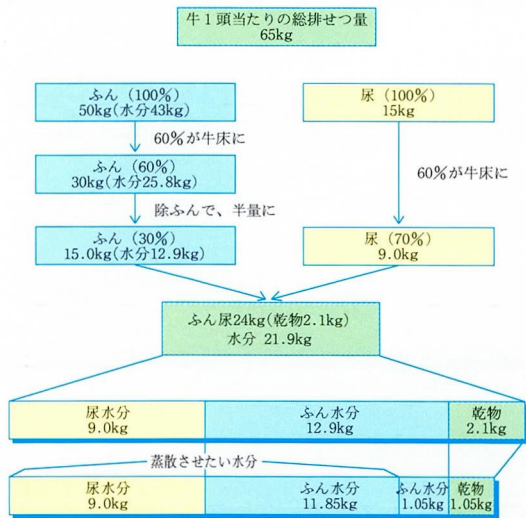 牛1頭当たりの総排せつ量
65kg
ふん(100%)
50kg(水分43kg)
尿(100%)
15kg
60%が牛床に
ふん(60%)
30kg(水分25.8kg)
60%が牛床に
除ふんで、半量に
ふん(30%)
15.0kg(水分12.9kg)
尿(70%)
9.0kg
ふん尿24kg(乾物2.1kg)
水分 21.9kg
尿水分
9.0kg
ふん水分
12.9kg
乾物
2.1kg
蒸散させたい水分
尿水分
9.0kg
ふん水分
11.85kg
ふん水分
1.05kg
乾物
1.05kg